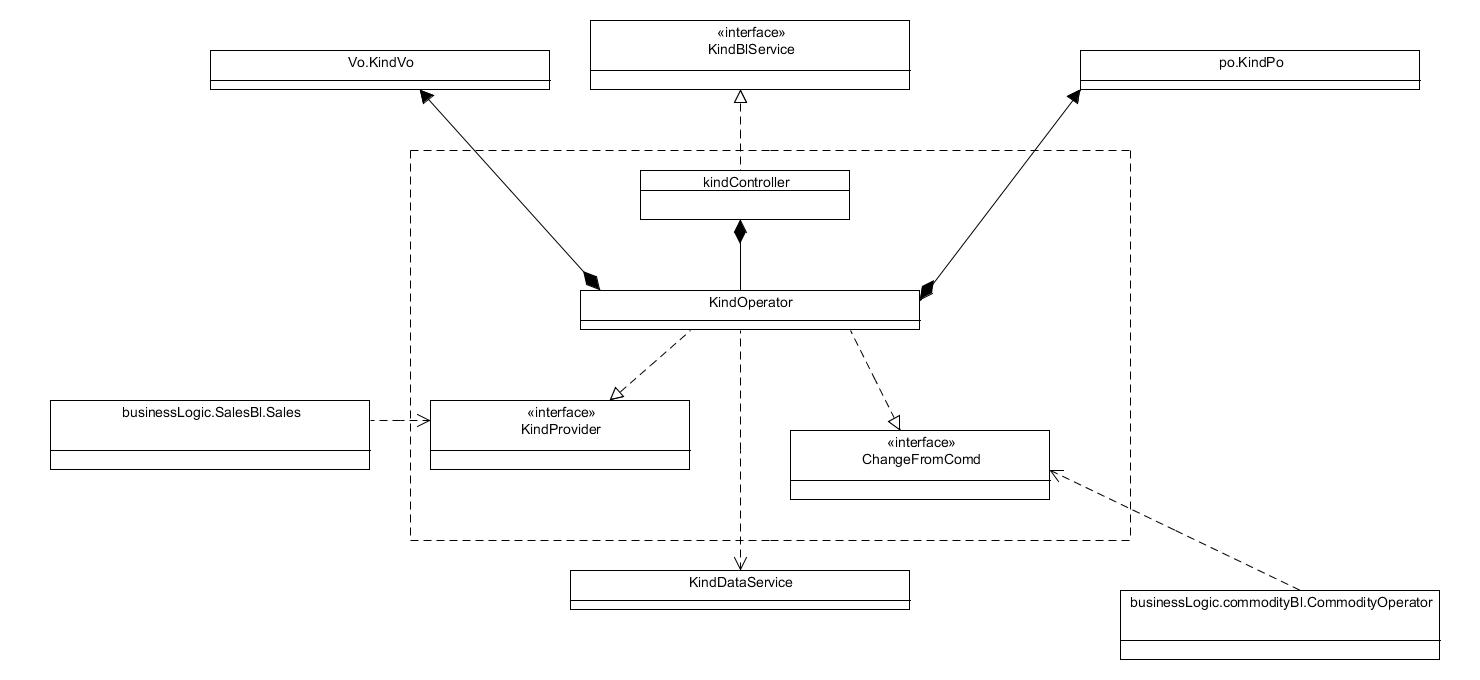 «interface»
KindBlService
Vo.KindVo
po.KindPo
kindController
KindOperator
businessLogic.SalesBl.Sales
«interface»
KindProvider
«interface»
ChangeFromComd
KindDataService
businessLogic.commodityBl.CommodityOperator